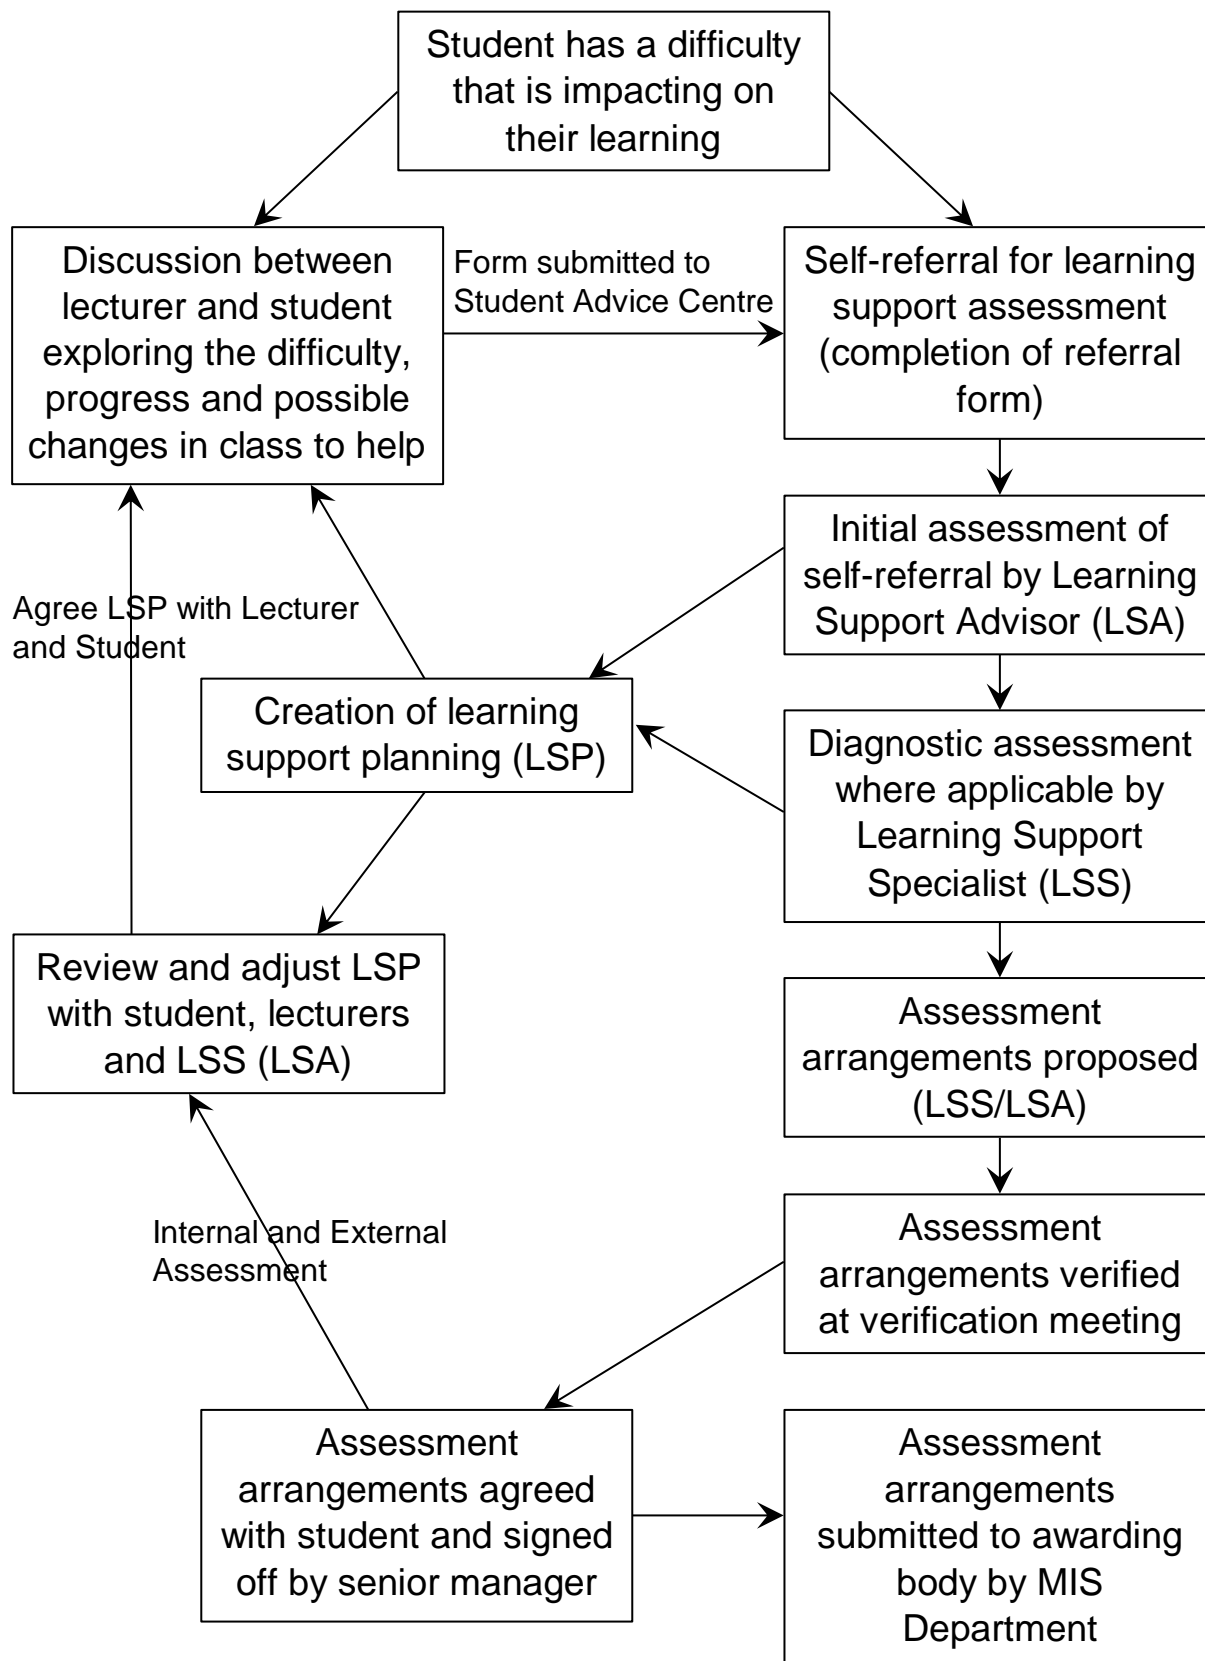 Student has a difficulty
that is impacting on
their learning
Discussion between
lecturer and student
exploring the difficulty,
progress and possible
changes in class to help
Form submitted to
Student Advice Centre
Self-referral for learning
support assessment
(completion of referral
form)
Initial assessment of
self-referral by Learning
Support Advisor (LSA)
Agree LSP with Lecturer
and Student
Creation of learning
support planning (LSP)
Diagnostic assessment
where applicable by
Learning Support
Specialist (LSS)
Review and adjust LSP
with student, lecturers
and LSS (LSA)
Assessment
arrangements proposed
(LSS/LSA)
Assessment
arrangements verified
at verification meeting
Internal and External
Assessment
Assessment
arrangements agreed
with student and signed
off by senior manager
Assessment
arrangements
submitted to awarding
body by MIS
Department